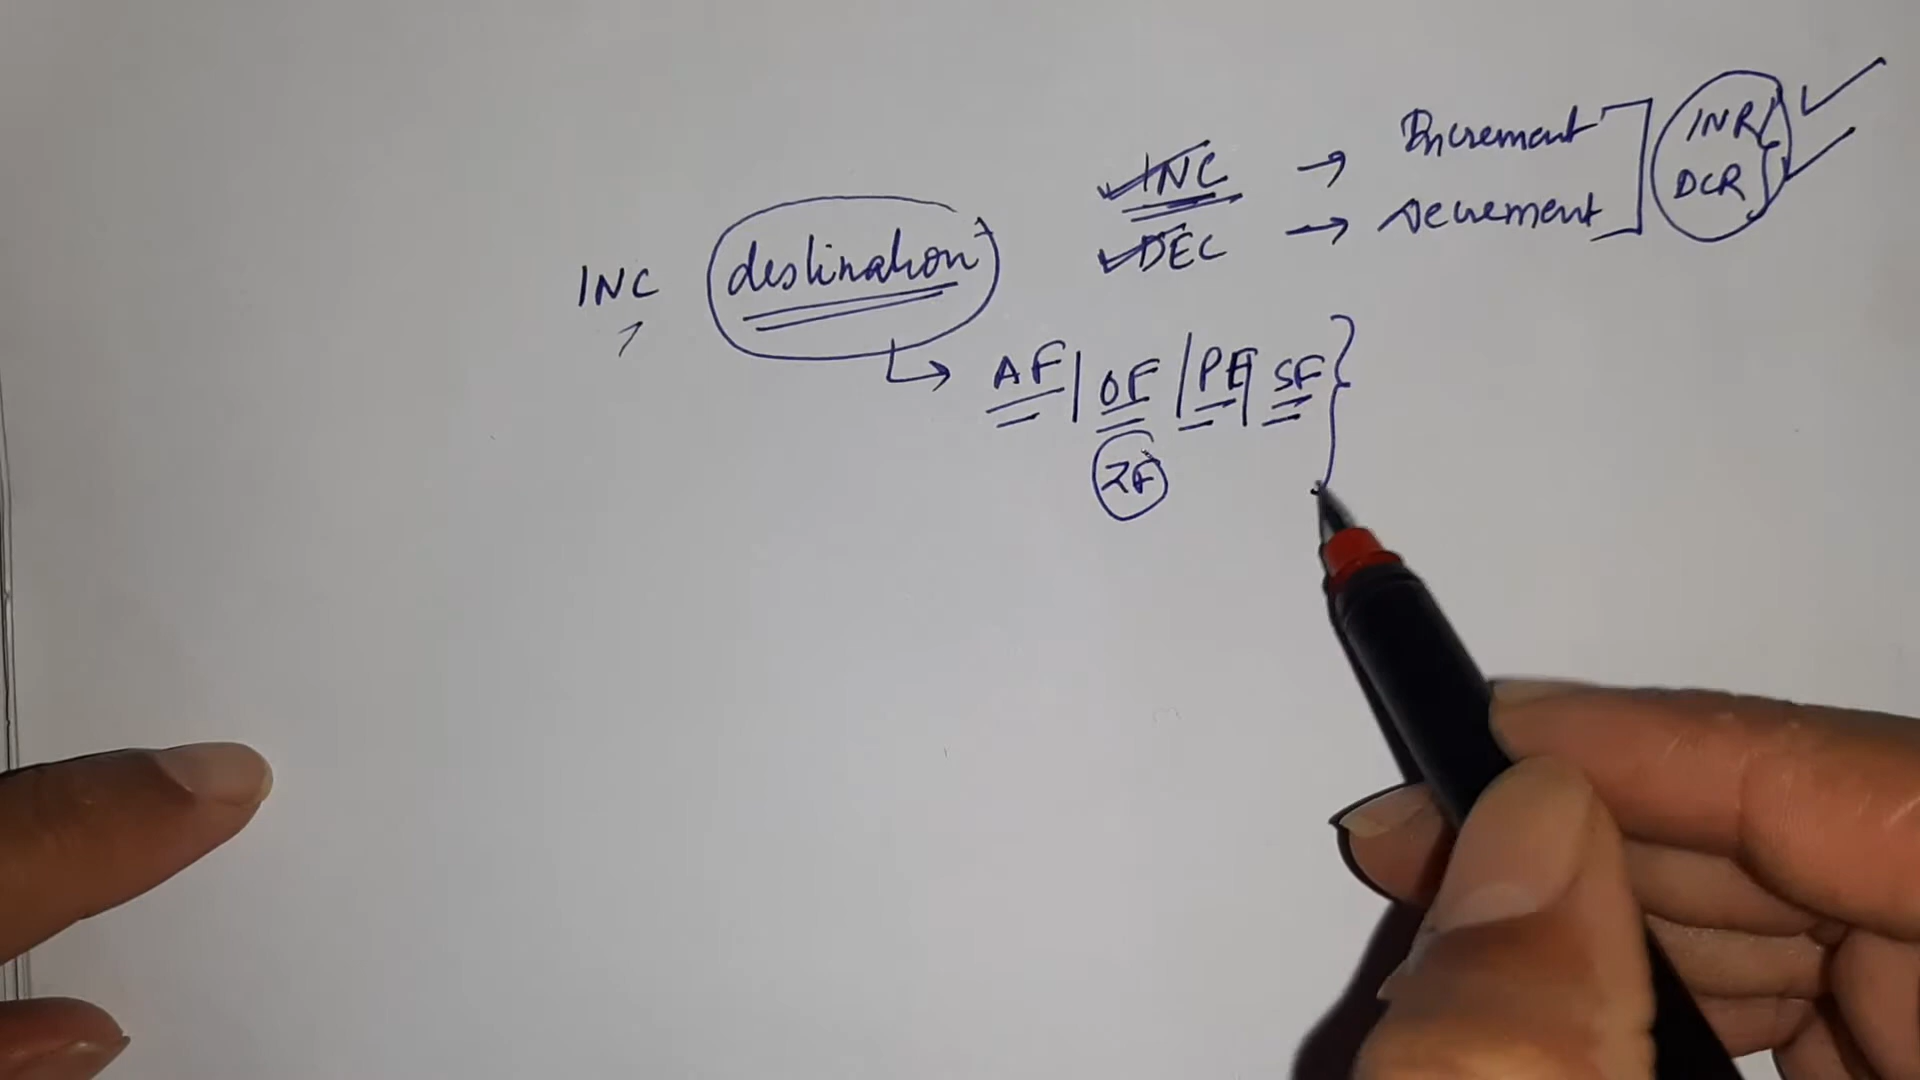 INC → Increment INR
DEC → Decrement DCR
INC destination
→ AF | OF | PF | SF
ZF